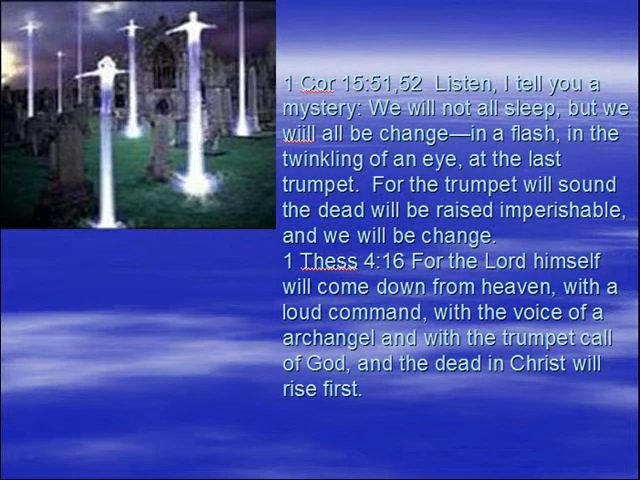 1 Cor 15:51,52  Listen, I tell you a
mystery: We will not all sleep, but we
wiill all be change—in a flash, in the
twinkling of an eye, at the last
trumpet.  For the trumpet will sound
the dead will be raised imperishable,
and we will be change.
1 Thess 4:16 For the Lord himself
will come down from heaven, with a
loud command, with the voice of a
archangel and with the trumpet call
of God, and the dead in Christ will
rise first.